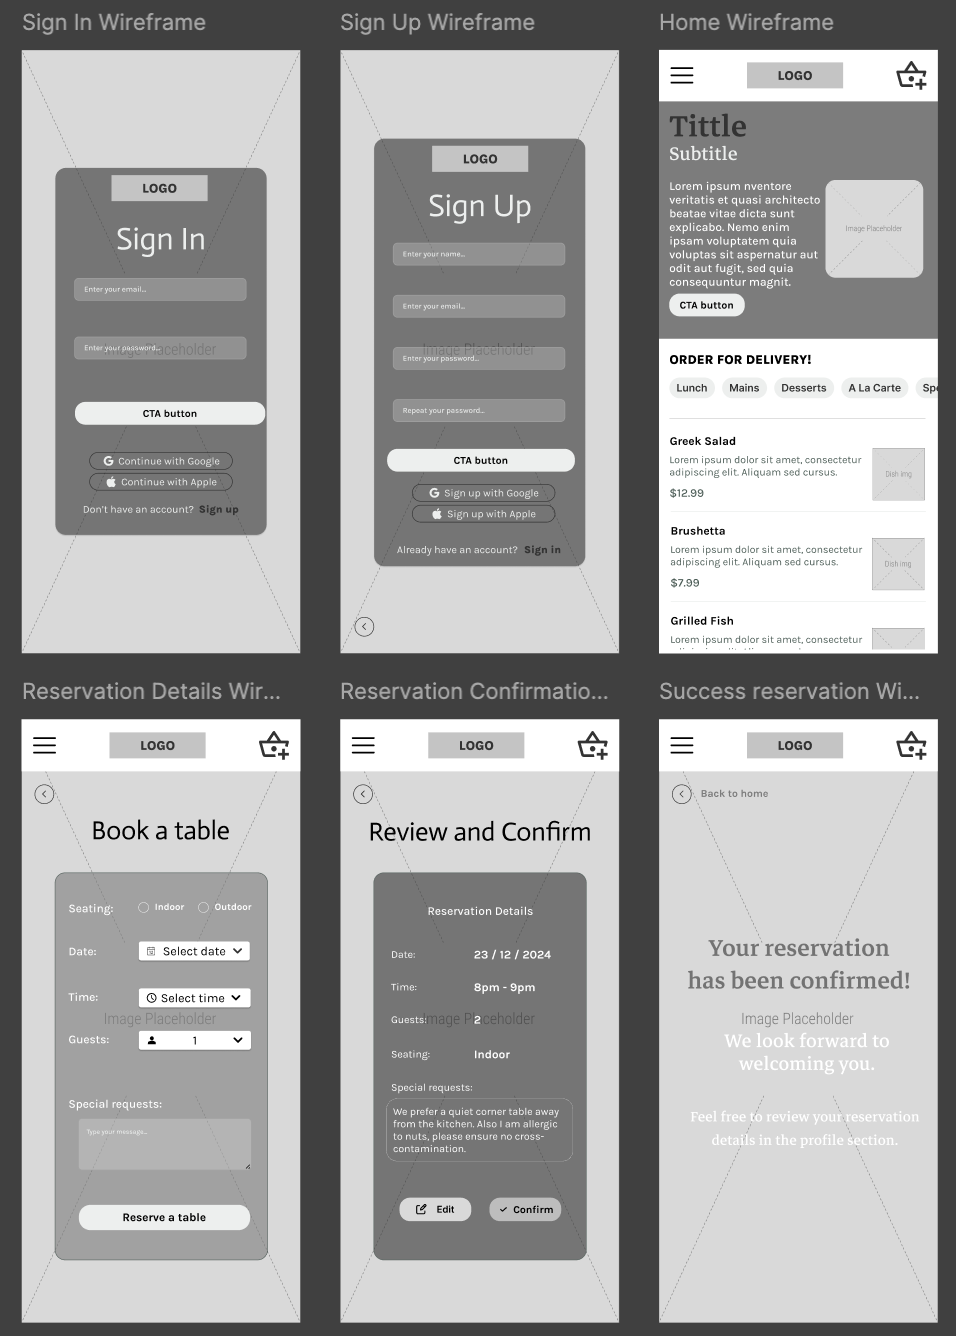 Sign In Wireframe
LOGO
Sign In
Enter your email...
Enter your password...
Image Placeholder
CTA button
Continue with Google
Continue with Apple
Don't have an account? Sign up
Sign Up Wireframe
LOGO
Sign Up
Enter your name...
Enter your email...
Image Placeholder
Enter your password...
Repeat your password...
CTA button
Sign up with Google
Sign up with Apple
Already have an account? Sign in
Home Wireframe
LOGO
Tittle
Subtitle
Lorem ipsum nventore
veritatis et quasi architecto
beatae vitae dicta sunt
explicabo. Nemo enim
ipsam voluptatem quia
voluptas sit aspernatur aut
odit aut fugit, sed quia
consequuntur magnit.
Image Placeholder
CTA button
ORDER FOR DELIVERY!
Lunch Mains Desserts A La Carte Spe
Greek Salad
Lorem ipsum dolor sit amet, consectetur
adipiscing elit. Aliquam sed cursus.
$12.99
Dish img
Brushetta
Lorem ipsum dolor sit amet, consectetur
adipiscing elit. Aliquam sed cursus.
$7.99
Dish img
Grilled Fish
Lorem ipsum dolor sit amet, consectetur
Reservation Details Wir...
LOGO
Book a table
Seating: Indoor Outdoor
Date: Select date
Time: Select time
Image Placeholder
Guests: 1
Special requests:
Type your message...
Reserve a table
Reservation Confirmatio...
LOGO
Review and Confirm
Reservation Details
Date: 23 / 12 / 2024
Time: 8pm - 9pm
Guests: 2
Image Placeholder
Seating: Indoor
Special requests:
We prefer a quiet corner table away
from the kitchen. Also I am allergic
to nuts, please ensure no cross-
contamination.
Edit Confirm
Success reservation Wi...
LOGO
Back to home
Your reservation
has been confirmed!
Image Placeholder
We look forward to
welcoming you.
Feel free to review your reservation
details in the profile section.